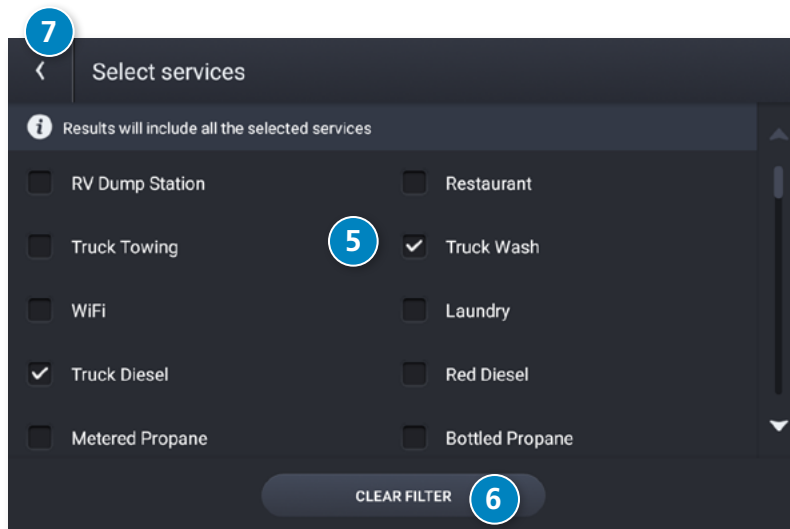 7
Select services
i Results will include all the selected services
RV Dump Station Restaurant
Truck Towing 5 Truck Wash
WiFi Laundry
Truck Diesel Red Diesel
Metered Propane Bottled Propane
CLEAR FILTER 6